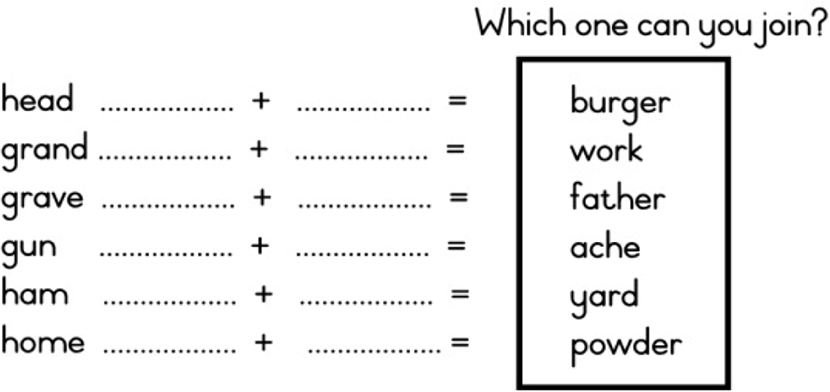 Which one can you join?
head ................. + ................. = burger
grand ................. + ................. = work
grave ................. + ................. = father
gun ................. + ................. = ache
ham ................. + ................. = yard
home ................. + ................. = powder